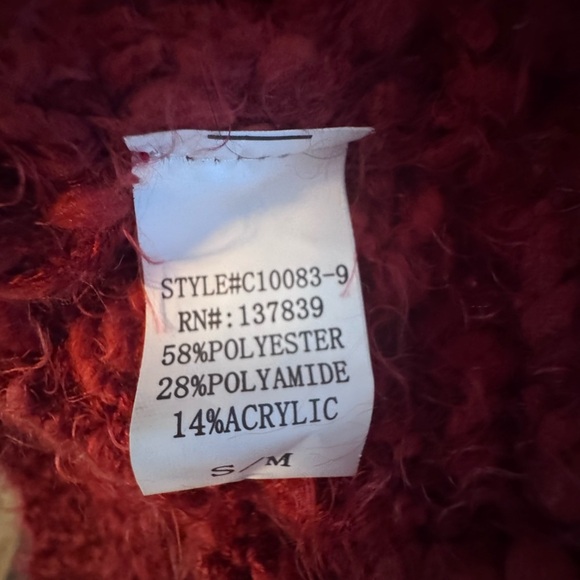 STYLE#C10083-9
RN#:137839
58%POLYESTER
28%POLYAMIDE
14%ACRYLIC
S/M